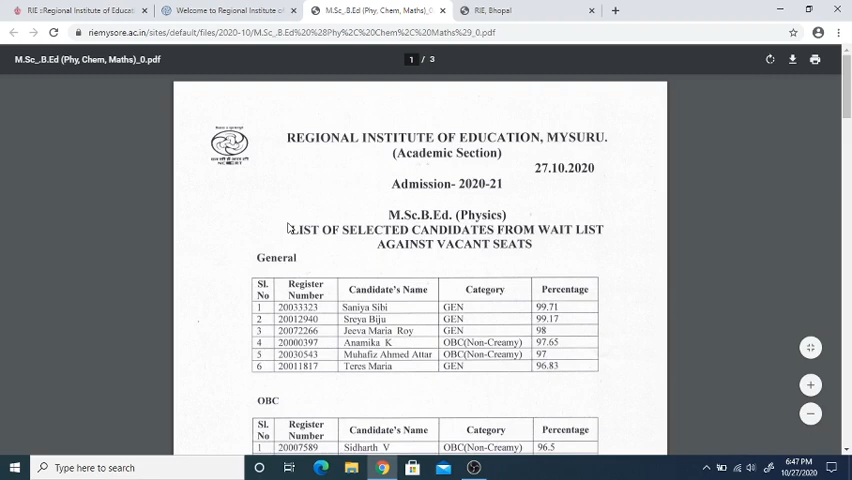 RIE ::Regional Institute of Educat
Welcome to Regional Institute of
M.Sc_.B.Ed (Phy, Chem, Maths)_0.
RIE, Bhopal
riemysore.ac.in/sites/default/files/2020-10/M.Sc_.B.Ed%20%28Phy%2C%20Chem%2C%20Maths%29_0.pdf
M.Sc_.B.Ed (Phy, Chem, Maths)_0.pdf
1 / 3
REGIONAL INSTITUTE OF EDUCATION, MYSURU.
(Academic Section)
27.10.2020
Admission- 2020-21
M.Sc.B.Ed. (Physics)
LIST OF SELECTED CANDIDATES FROM WAIT LIST
AGAINST VACANT SEATS
General
Sl. No Register Number Candidate's Name Category Percentage
1 20033323 Saniya Sibi GEN 99.71
2 20012940 Sreya Biju GEN 99.17
3 20072266 Jeeva Maria Roy GEN 98
4 20000397 Anamika K OBC(Non-Creamy) 97.65
5 20030543 Muhafiz Ahmed Attar OBC(Non-Creamy) 97
6 20011817 Teres Maria GEN 96.83
OBC
Sl. No Register Number Candidate's Name Category Percentage
1 20007589 Sidharth V OBC(Non-Creamy) 96.5
Type here to search
6:47 PM
10/27/2020